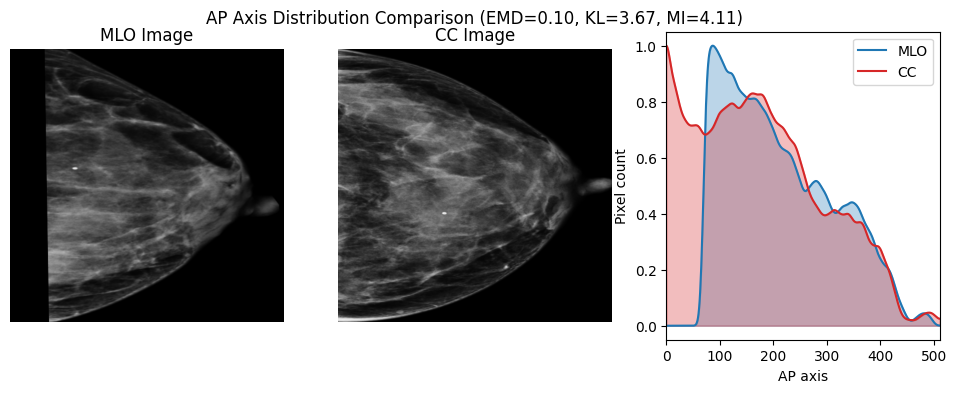 AP Axis Distribution Comparison (EMD=0.10, KL=3.67, MI=4.11)
MLO Image
CC Image
MLO
CC
Pixel count
1.0
0.8
0.6
0.4
0.2
0.0
0 100 200 300 400 500
AP axis